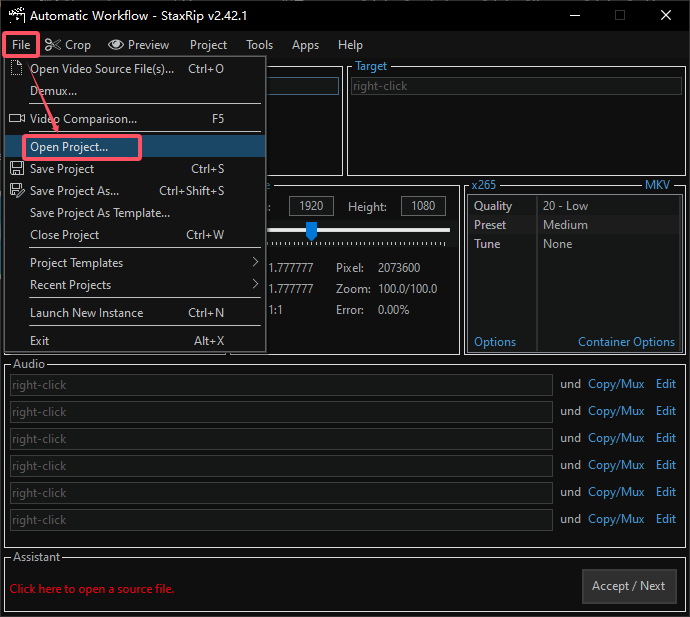 Automatic Workflow - StaxRip v2.42.1
File Crop Preview Project Tools Apps Help
Open Video Source File(s)... Ctrl+O
Demux...
Video Comparison... F5
Open Project...
Save Project Ctrl+S
Save Project As... Ctrl+Shift+S
Save Project As Template...
Close Project Ctrl+W
Project Templates
Recent Projects
Launch New Instance Ctrl+N
Exit Alt+X
Target
right-click
1920 Height: 1080
1.777777 Pixel: 2073600
1.777777 Zoom: 100.0/100.0
1:1 Error: 0.00%
x265 MKV
Quality 20 - Low
Preset Medium
Tune None
Options Container Options
Audio
right-click und Copy/Mux Edit
right-click und Copy/Mux Edit
right-click und Copy/Mux Edit
right-click und Copy/Mux Edit
right-click und Copy/Mux Edit
right-click und Copy/Mux Edit
Assistant
Click here to open a source file.
Accept / Next